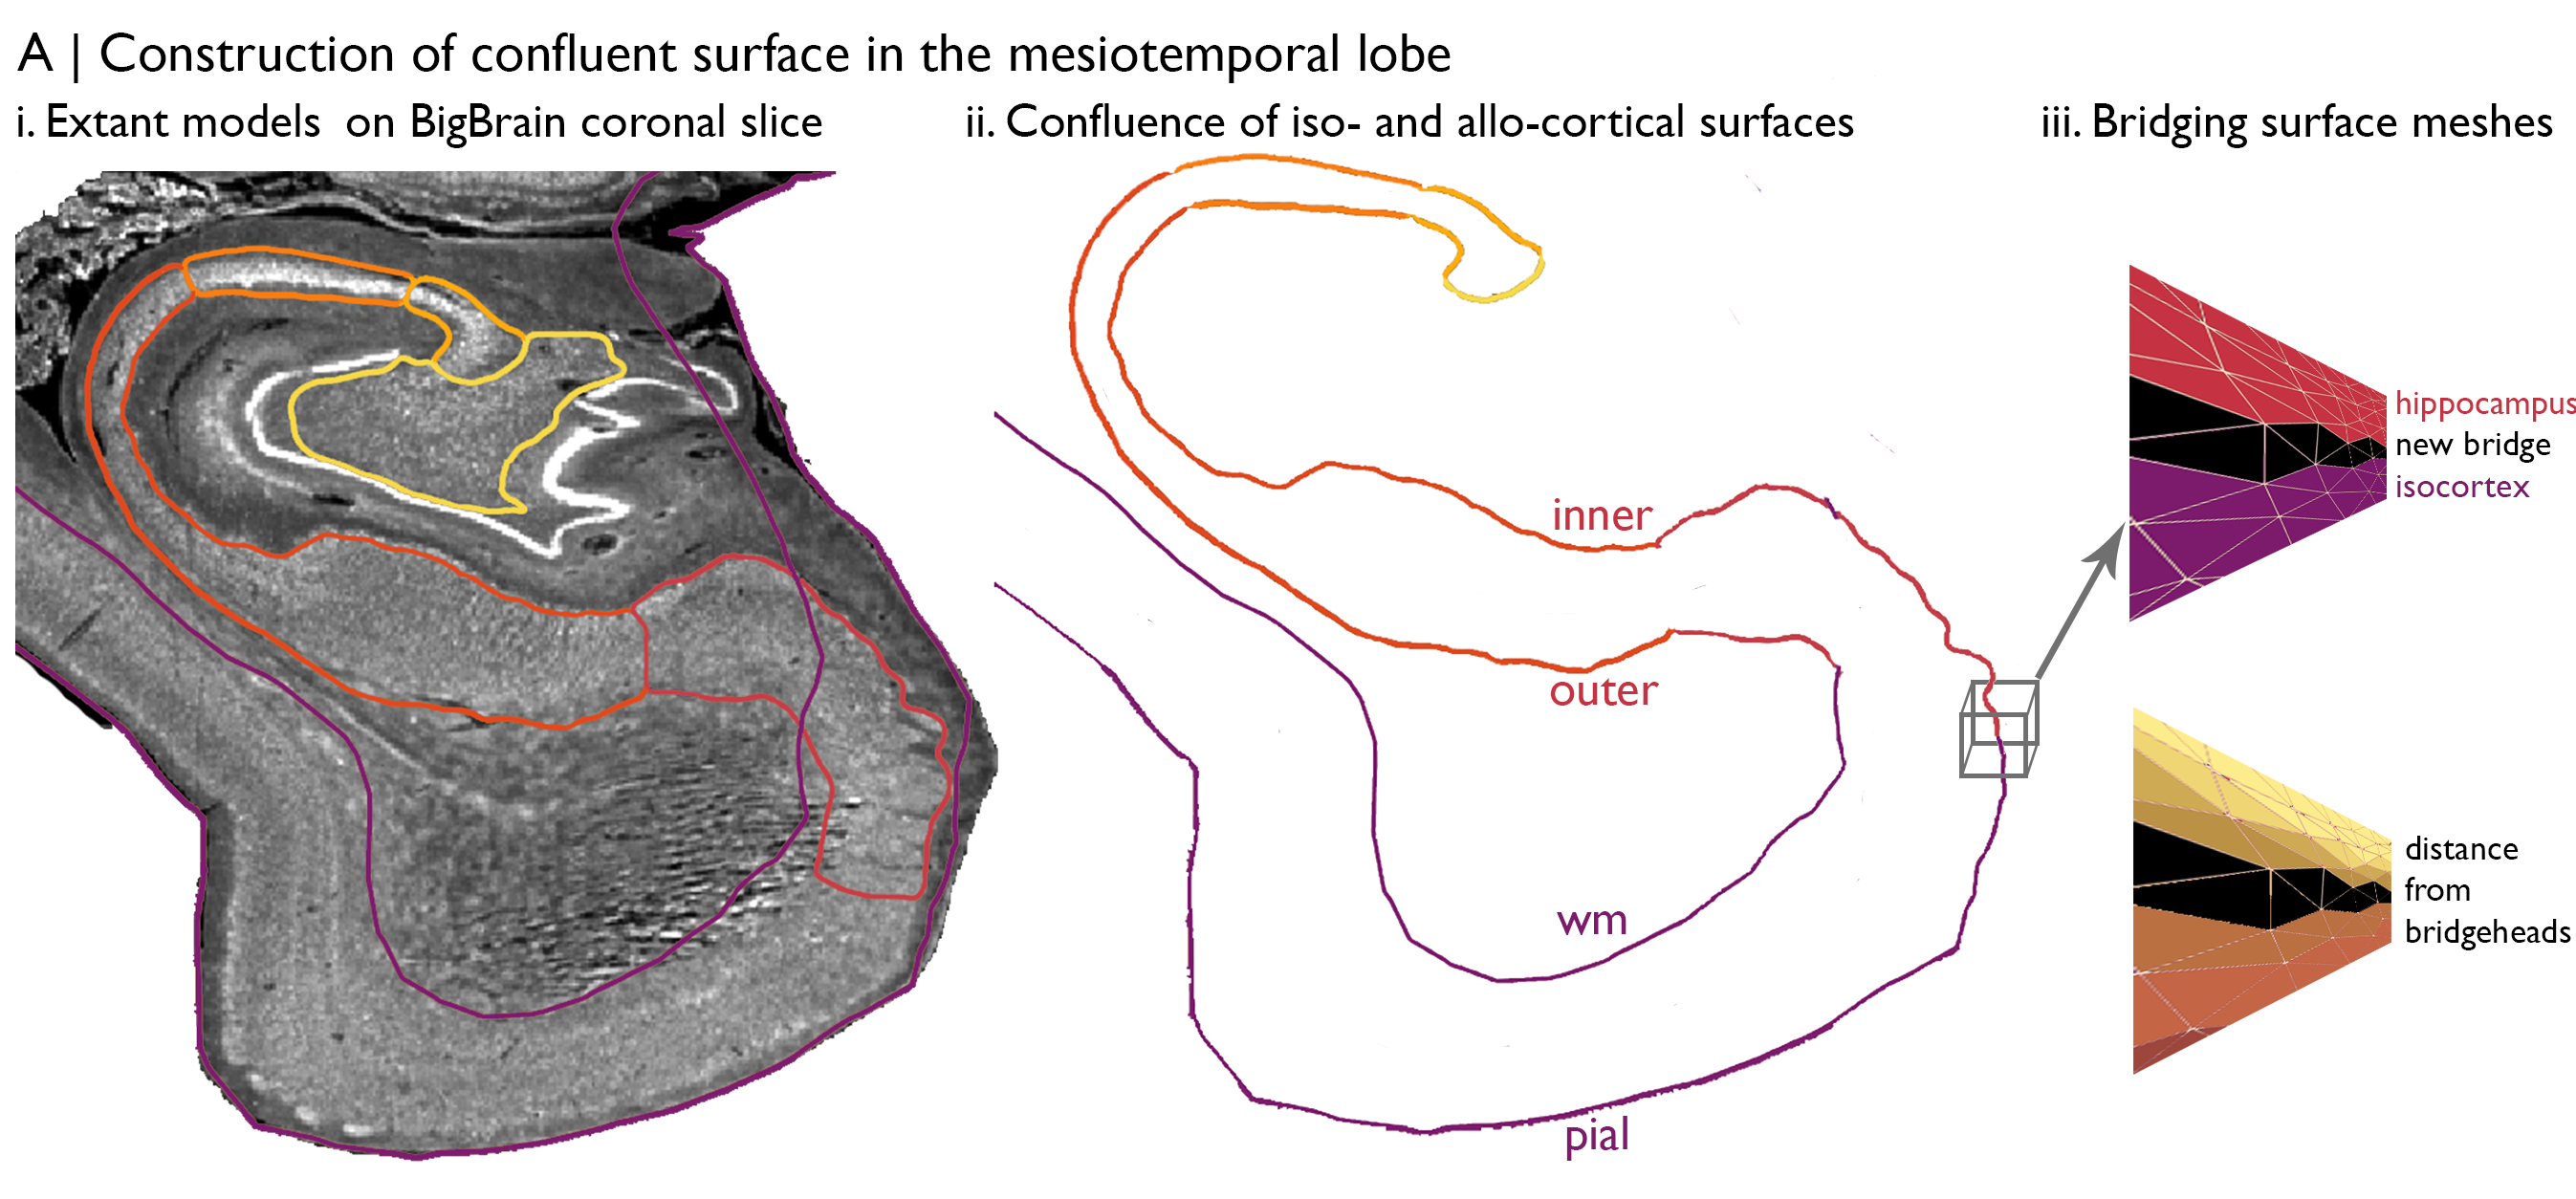 A | Construction of confluent surface in the mesiotemporal lobe
i. Extant models on BigBrain coronal slice
ii. Confluence of iso- and allo-cortical surfaces
iii. Bridging surface meshes
hippocampus
new bridge
isocortex
inner
outer
wm
pial
distance
from
bridgeheads